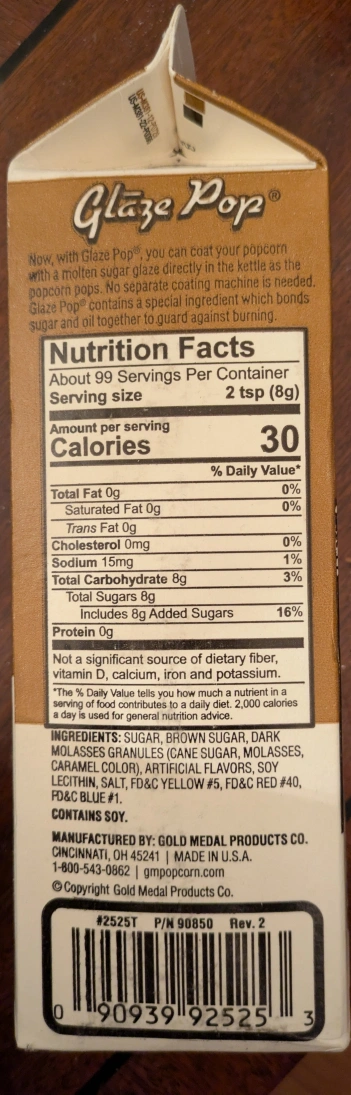 Glaze Pop®
Now, with Glaze Pop®, you can coat your popcorn
with a molten sugar glaze directly in the kettle as the
popcorn pops. No separate coating machine is needed.
Glaze Pop® contains a special ingredient which bonds
sugar and oil together to guard against burning.
Nutrition Facts
About 99 Servings Per Container
Serving size 2 tsp (8g)
Amount per serving
Calories 30
% Daily Value*
Total Fat 0g 0%
Saturated Fat 0g 0%
Trans Fat 0g
Cholesterol 0mg 0%
Sodium 15mg 1%
Total Carbohydrate 8g 3%
Total Sugars 8g
Includes 8g Added Sugars 16%
Protein 0g
Not a significant source of dietary fiber,
vitamin D, calcium, iron and potassium.
*The % Daily Value tells you how much a nutrient in a
serving of food contributes to a daily diet. 2,000 calories
a day is used for general nutrition advice.
INGREDIENTS: SUGAR, BROWN SUGAR, DARK
MOLASSES GRANULES (CANE SUGAR, MOLASSES,
CARAMEL COLOR), ARTIFICIAL FLAVORS, SOY
LECITHIN, SALT, FD&C YELLOW #5, FD&C RED #40,
FD&C BLUE #1.
CONTAINS SOY.
MANUFACTURED BY: GOLD MEDAL PRODUCTS CO.
CINCINNATI, OH 45241 | MADE IN U.S.A.
1-800-543-0862 | gmpopcorn.com
© Copyright Gold Medal Products Co.
#2525T P/N 90850 Rev. 2
0 90939 92525 3